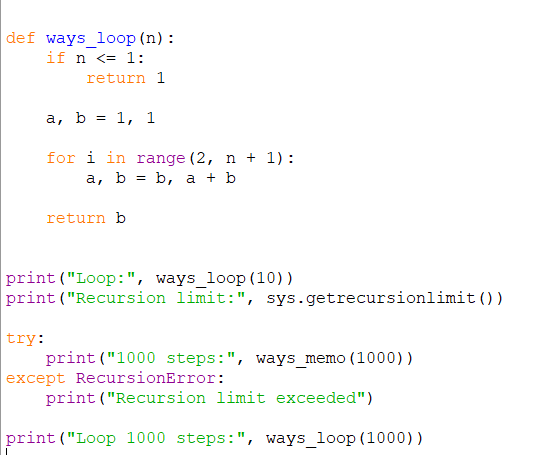 def ways_loop(n):
    if n <= 1:
        return 1

    a, b = 1, 1

    for i in range(2, n + 1):
        a, b = b, a + b

    return b


print("Loop:", ways_loop(10))
print("Recursion limit:", sys.getrecursionlimit())

try:
    print("1000 steps:", ways_memo(1000))
except RecursionError:
    print("Recursion limit exceeded")

print("Loop 1000 steps:", ways_loop(1000))